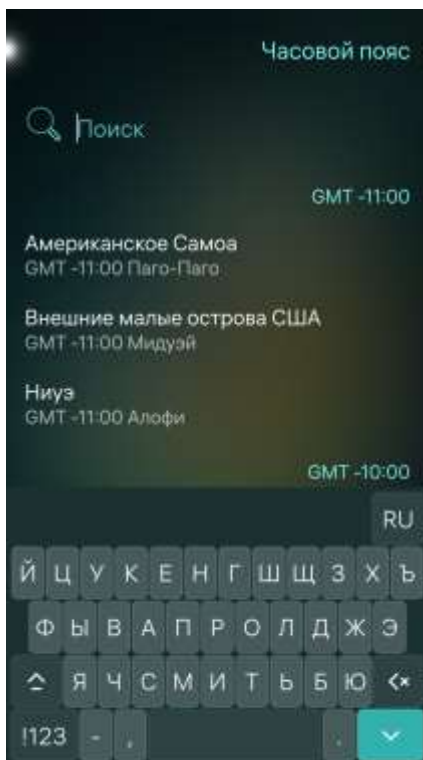 Часовой пояс
Поиск
GMT -11:00
Американское Самоа
GMT -11:00 Паго-Паго
Внешние малые острова США
GMT -11:00 Мидуэй
Ниуэ
GMT -11:00 Алофи
GMT -10:00
RU
Й Ц У К Е Н Г Ш Щ З Х Ъ
Ф Ы В А П Р О Л Д Ж Э
Я Ч С М И Т Ь Б Ю
!123 - , .